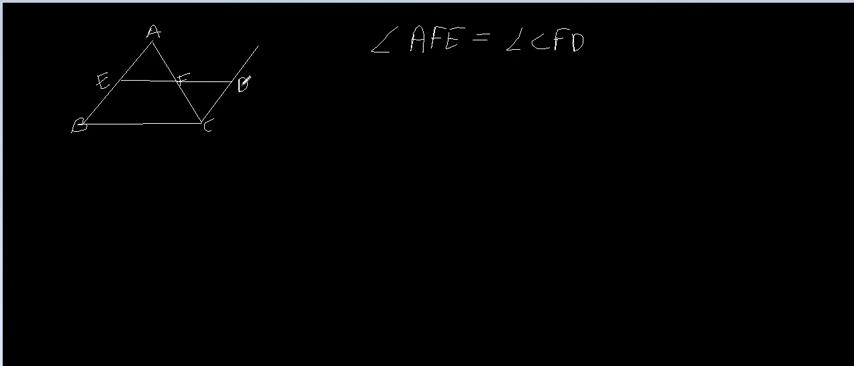 A
∠ AFE = ∠CFD
E F D
B C